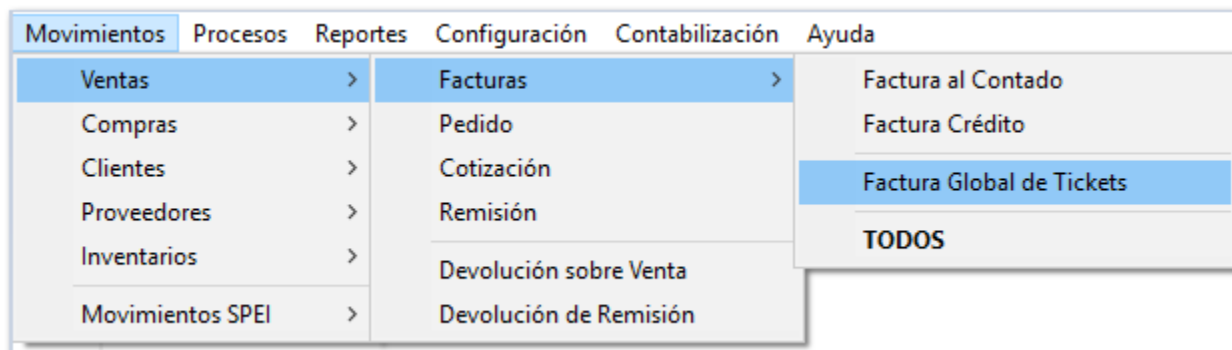 Movimientos Procesos Reportes Configuración Contabilización Ayuda
Ventas
Compras
Clientes
Proveedores
Inventarios
Movimientos SPEI
Facturas
Pedido
Cotización
Remisión
Devolución sobre Venta
Devolución de Remisión
Factura al Contado
Factura Crédito
Factura Global de Tickets
TODOS